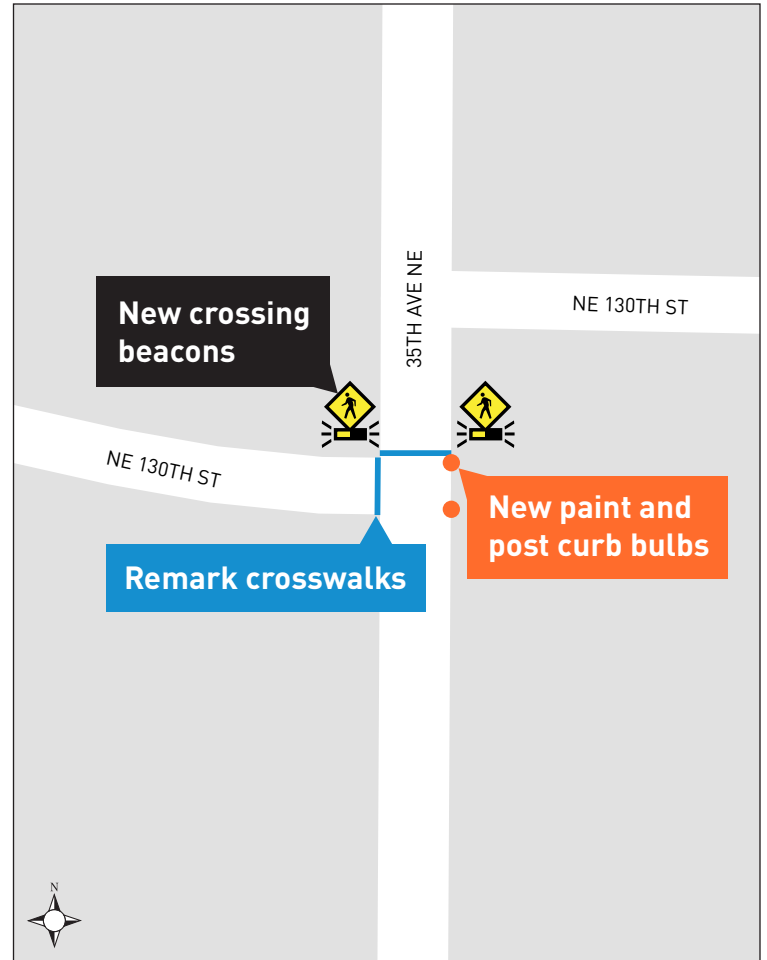 35TH AVE NE
NE 130TH ST
New crossing
beacons
NE 130TH ST
New paint and
post curb bulbs
Remark crosswalks
N